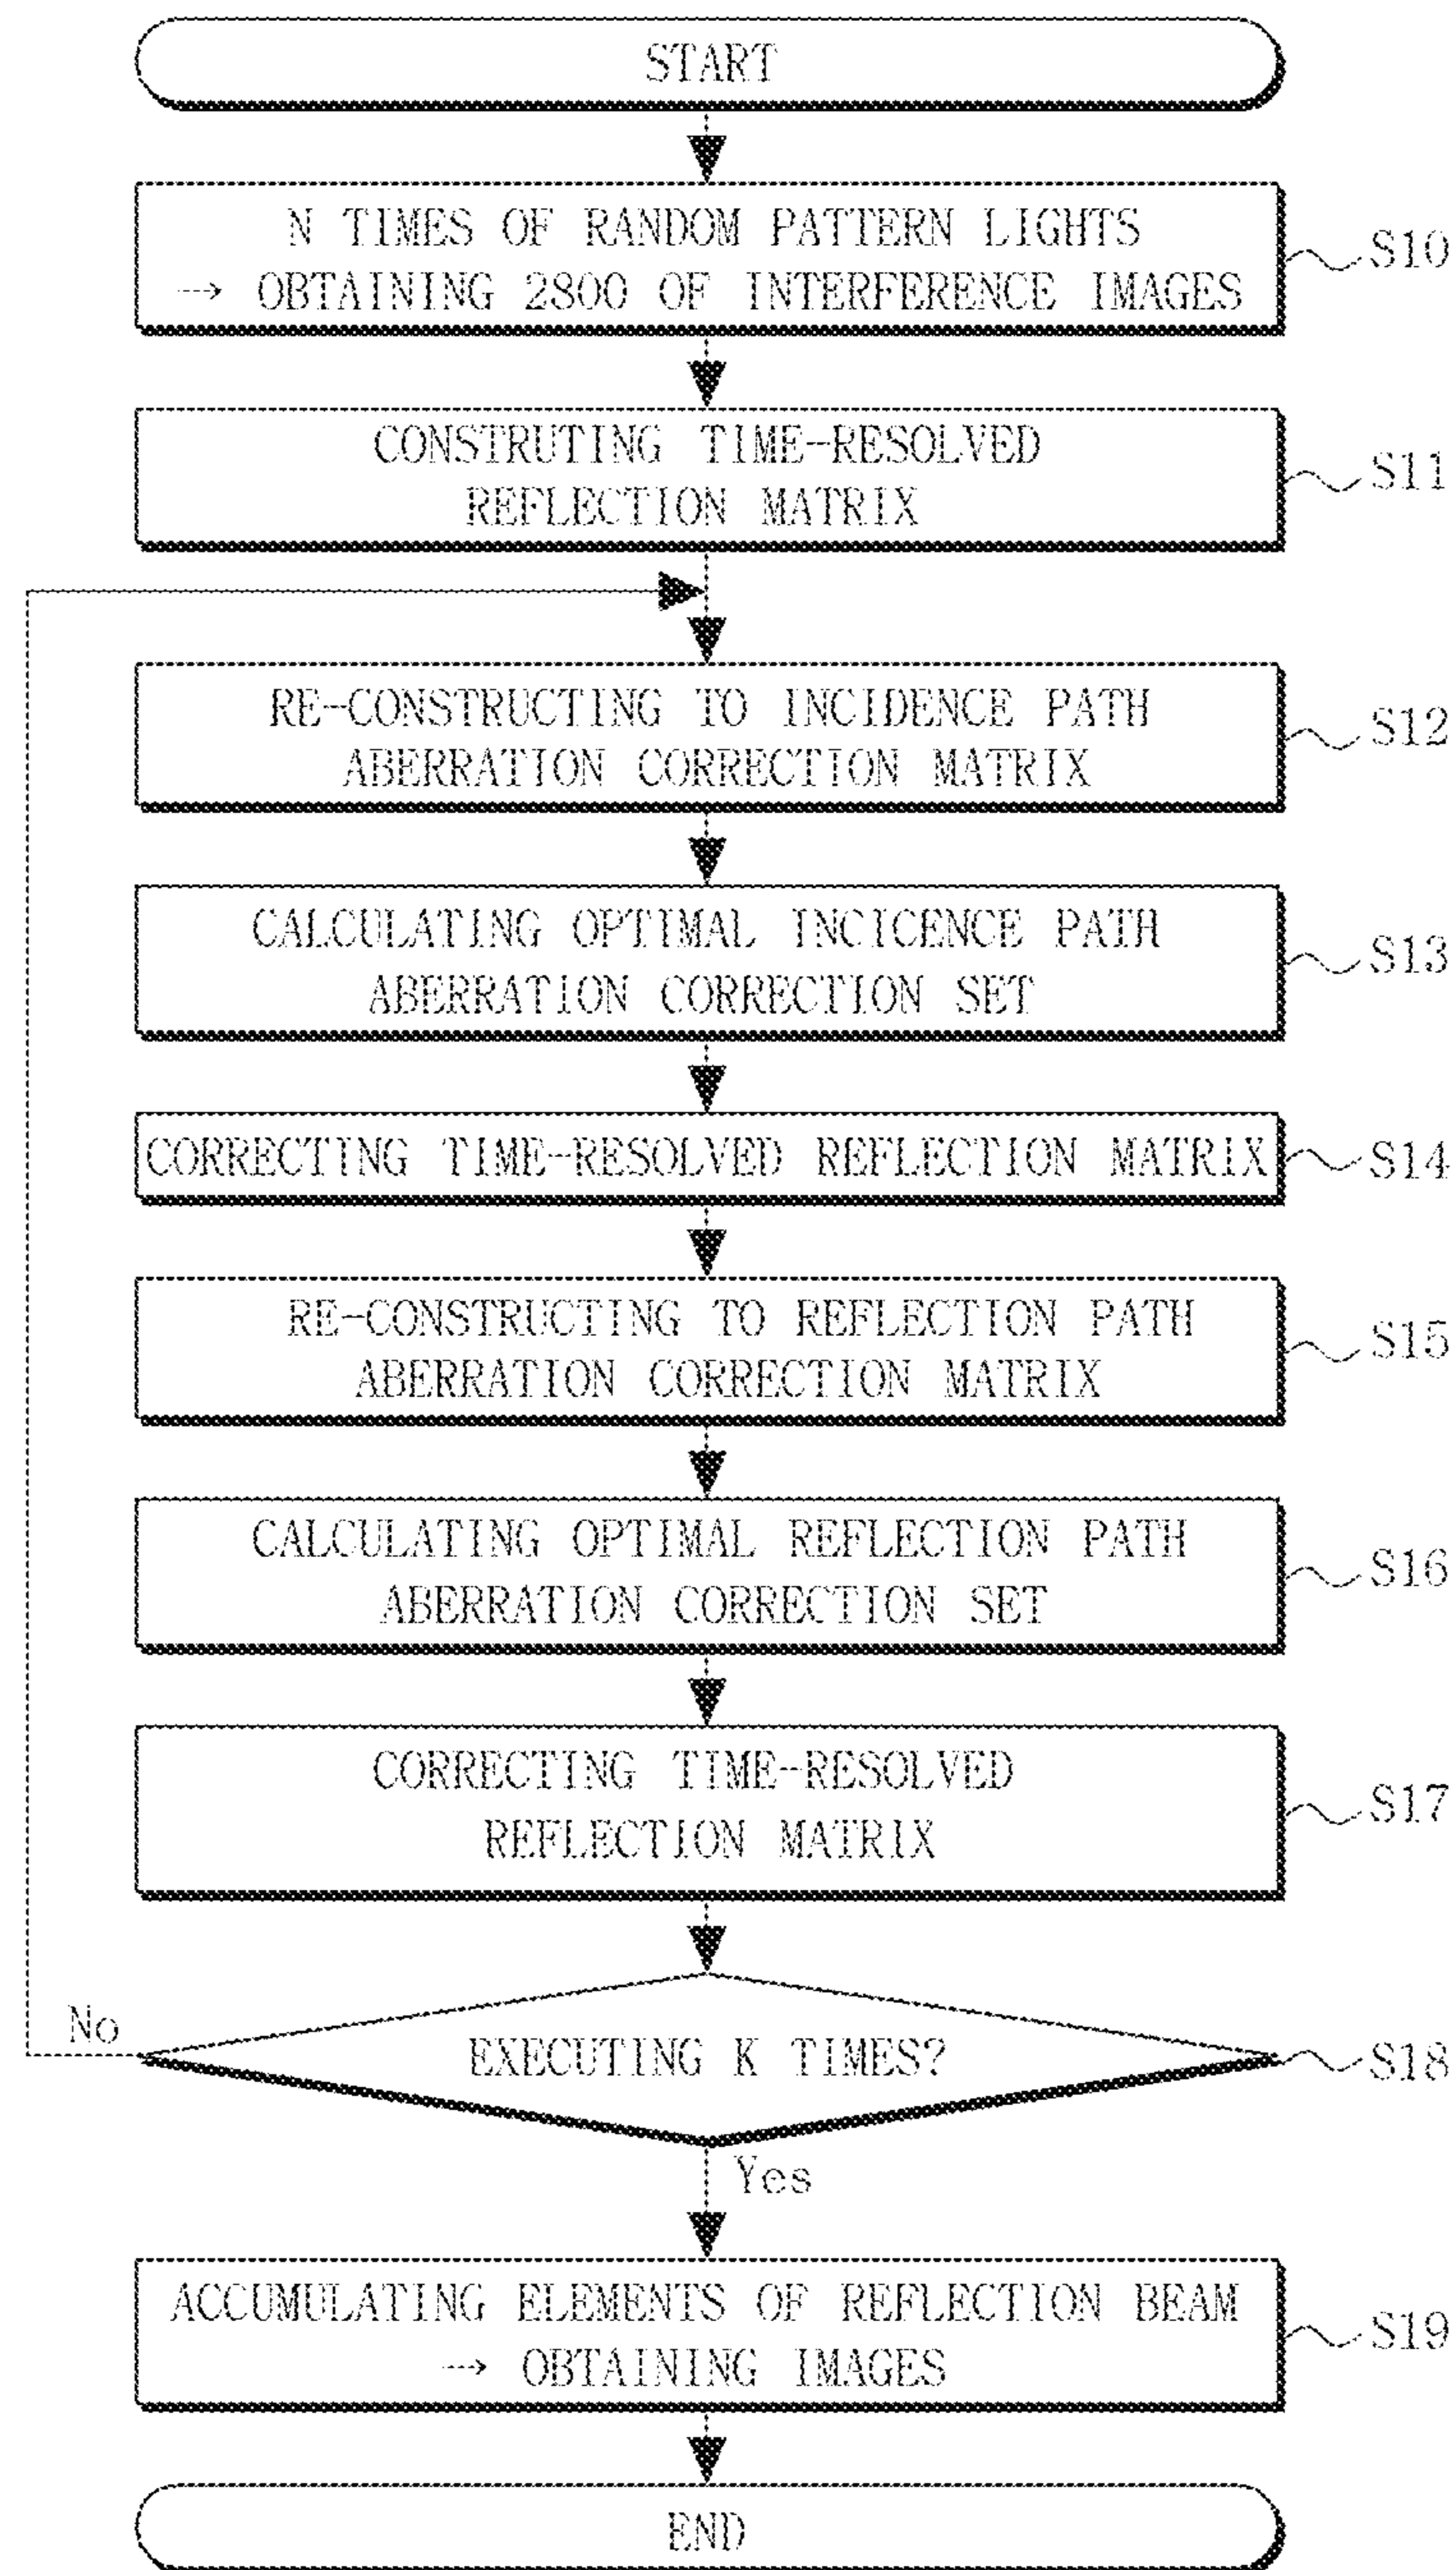 START
N TIMES OF RANDOM PATTERN LIGHTS
→ OBTAINING 2800 OF INTERFERENCE IMAGES
S10
CONSTRUTING TIME-RESOLVED
REFLECTION MATRIX
S11
RE-CONSTRUCTING TO INCIDENCE PATH
ABERRATION CORRECTION MATRIX
S12
CALCULATING OPTIMAL INCICENCE PATH
ABERRATION CORRECTION SET
S13
CORRECTING TIME-RESOLVED REFLECTION MATRIX
S14
RE-CONSTRUCTING TO REFLECTION PATH
ABERRATION CORRECTION MATRIX
S15
CALCULATING OPTIMAL REFLECTION PATH
ABERRATION CORRECTION SET
S16
CORRECTING TIME-RESOLVED
REFLECTION MATRIX
S17
No
EXECUTING K TIMES?
S18
Yes
ACCUMULATING ELEMENTS OF REFLECTION BEAM
→ OBTAINING IMAGES
S19
END